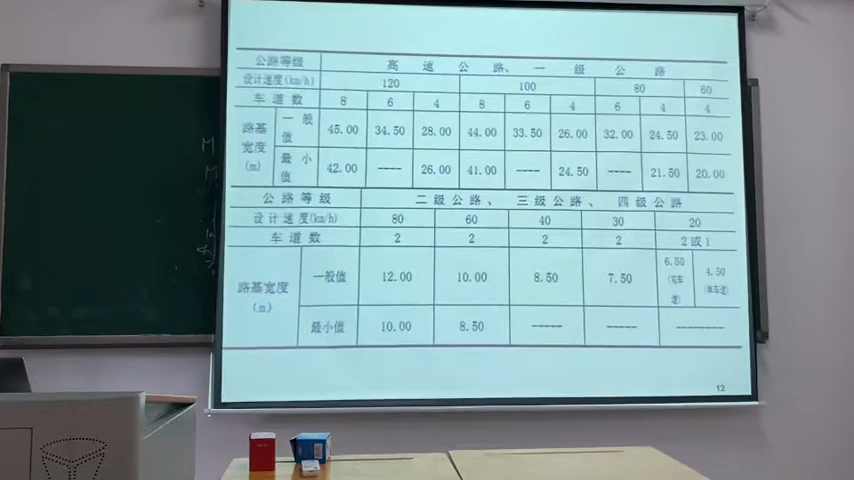 公路等级 高 速 公 路、 一 级 公 路
设计速度(km/h) 120 100 80 60
车 道 数 8 6 4 8 6 4 6 4 4
路基宽度(m) 一 般值 45.00 34.50 28.00 44.00 33.50 26.00 32.00 24.50 23.00
最 小值 42.00 ---- 26.00 41.00 ---- 24.50 ---- 21.50 20.00
公 路 等 级 二 级 公 路、 三 级 公 路、 四 级 公 路
设 计 速 度(km/h) 80 60 40 30 20
车 道 数 2 2 2 2 2 或 1
路基宽度(m) 一般值 12.00 10.00 8.50 7.50 6.50(双车道) 4.50(单车道)
最小值 10.00 8.50 ---- ---- ----
12